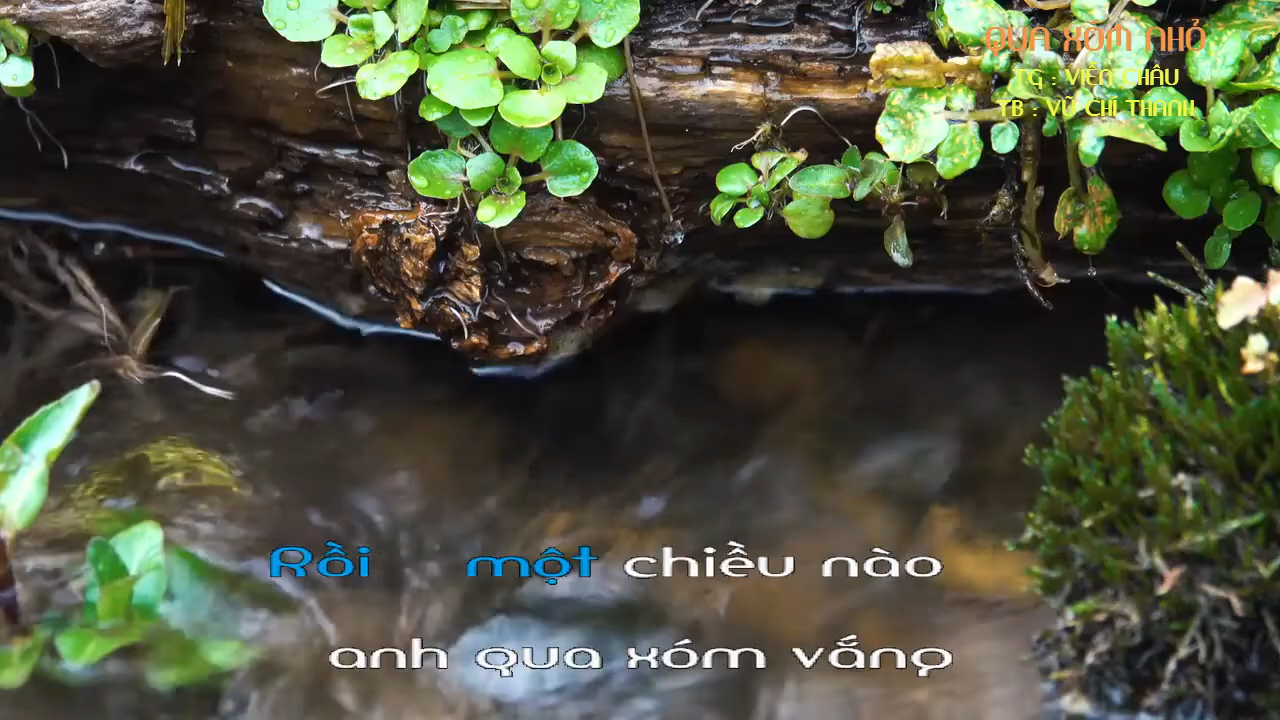 QUA XÓM NHỎ
TG : VIỄN CHÂU
TB : VŨ CHÍ THANH
Rồi một chiều nào
anh qua xóm vắng